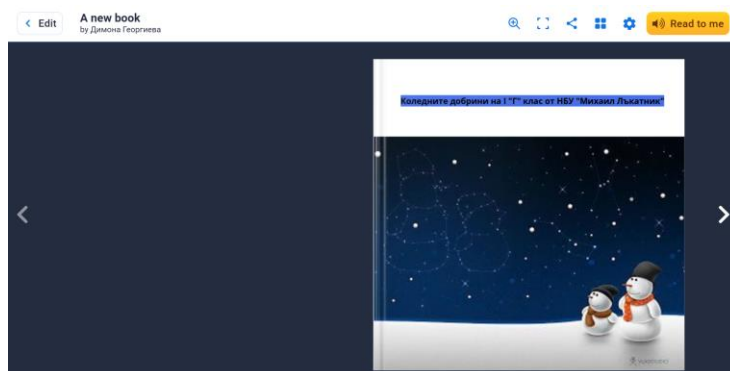 Edit
A new book
by Димона Георгиева
Read to me
Коледните добрини на I "Г" клас от НБУ "Михаил Лъкатник"